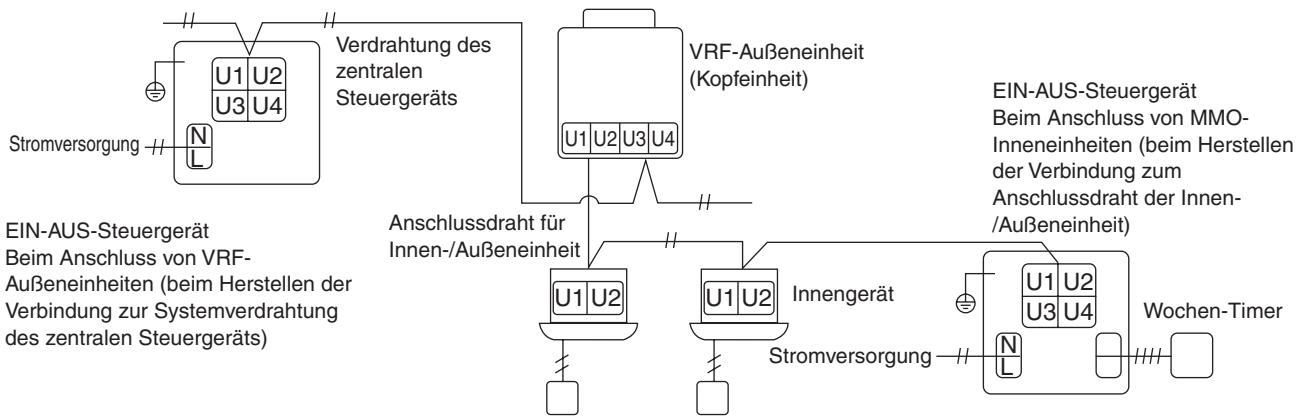 U1 U2
U3 U4
N
L
Stromversorgung
Verdrahtung des
zentralen
Steuergeräts
EIN-AUS-Steuergerät
Beim Anschluss von VRF-
Außeneinheiten (beim Herstellen der
Verbindung zur Systemverdrahtung
des zentralen Steuergeräts)
VRF-Außeneinheit
(Kopfeinheit)
U1 U2 U3 U4
Anschlussdraht für
Innen-/Außeneinheit
U1 U2
U1 U2
Innengerät
EIN-AUS-Steuergerät
Beim Anschluss von MMO-
Inneneinheiten (beim Herstellen
der Verbindung zum
Anschlussdraht der Innen-
/Außeneinheit)
U1 U2
U3 U4
N
L
Stromversorgung
Wochen-Timer